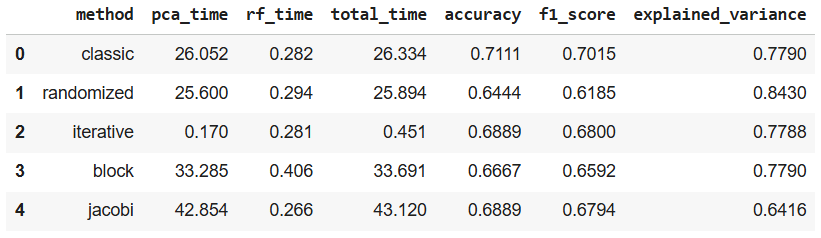 method pca_time rf_time total_time accuracy f1_score explained_variance
0 classic 26.052 0.282 26.334 0.7111 0.7015 0.7790
1 randomized 25.600 0.294 25.894 0.6444 0.6185 0.8430
2 iterative 0.170 0.281 0.451 0.6889 0.6800 0.7788
3 block 33.285 0.406 33.691 0.6667 0.6592 0.7790
4 jacobi 42.854 0.266 43.120 0.6889 0.6794 0.6416